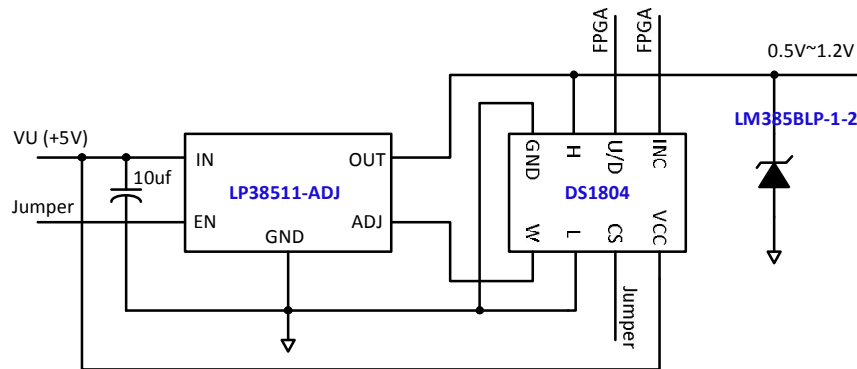 FPGA
FPGA
0.5V~1.2V
LM385BLP-1-2
VU (+5V)
IN
OUT
GND
H
U/D
INC
10uf
LP38511-ADJ
DS1804
Jumper
EN
ADJ
GND
W
L
CS
VCC
Jumper